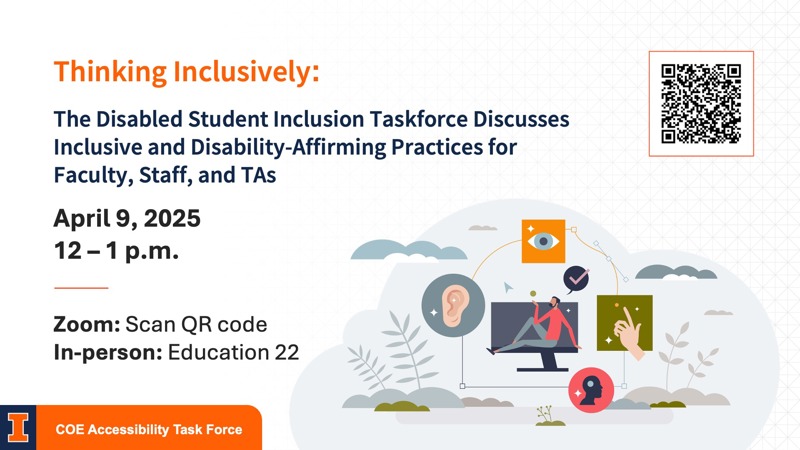 Thinking Inclusively:
The Disabled Student Inclusion Taskforce Discusses
Inclusive and Disability-Affirming Practices for
Faculty, Staff, and TAs
April 9, 2025
12 – 1 p.m.
Zoom: Scan QR code
In-person: Education 22
I
COE Accessibility Task Force